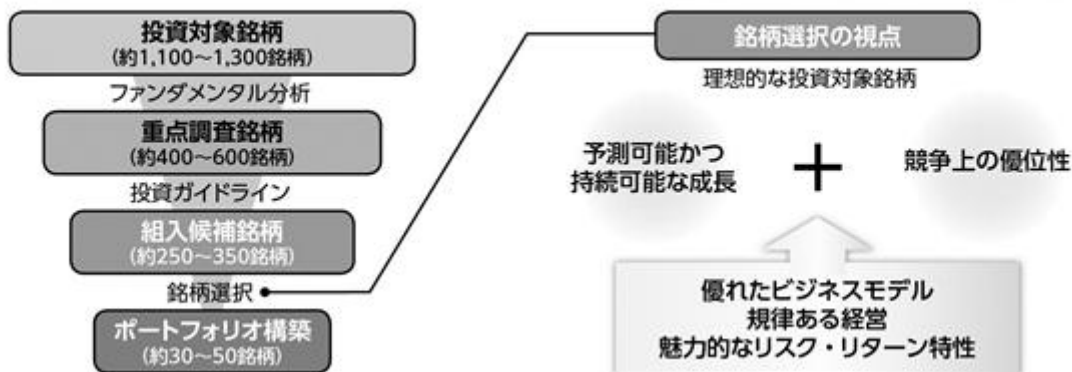 投資対象銘柄
(約1,100～1,300銘柄)
ファンダメンタル分析
重点調査銘柄
(約400～600銘柄)
投資ガイドライン
組入候補銘柄
(約250～350銘柄)
銘柄選択
ポートフォリオ構築
(約30～50銘柄)
銘柄選択の視点
理想的な投資対象銘柄
予測可能かつ
持続可能な成長
+
競争上の優位性
優れたビジネスモデル
規律ある経営
魅力的なリスク・リターン特性